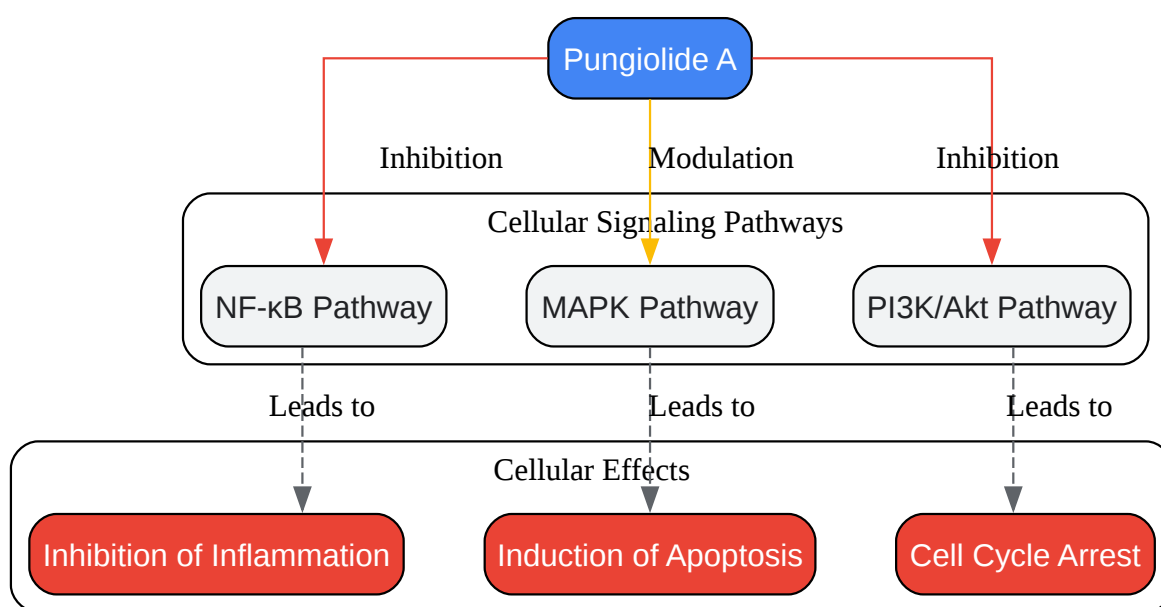 Pungiolide A
Inhibition
Modulation
Inhibition
Cellular Signaling Pathways
NF-κB Pathway
MAPK Pathway
PI3K/Akt Pathway
Leads to
Leads to
Leads to
Cellular Effects
Inhibition of Inflammation
Induction of Apoptosis
Cell Cycle Arrest